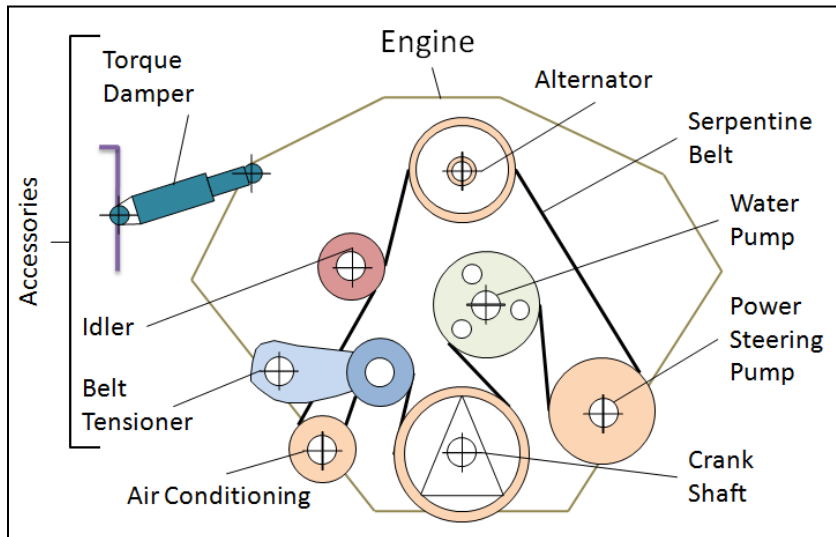 Engine
Torque
Damper
Alternator
Serpentine
Belt
Water
Pump
Accessories
Idler
Power
Steering
Pump
Belt
Tensioner
Air Conditioning
Crank
Shaft